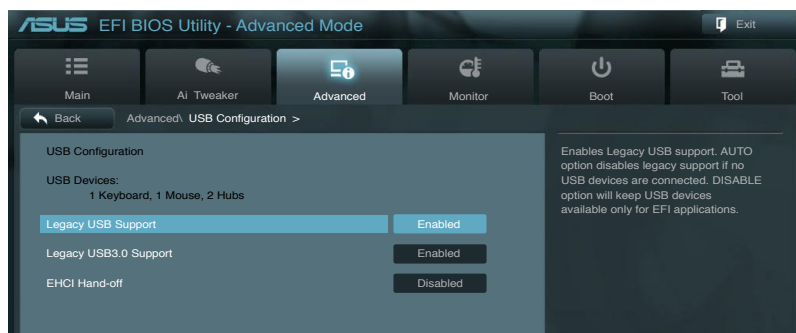 ASUS EFI BIOS Utility - Advanced Mode
Exit
Main
Ai Tweaker
Advanced
Monitor
Boot
Tool
Back
Advanced\ USB Configuration >
USB Configuration
USB Devices:
1 Keyboard, 1 Mouse, 2 Hubs
Legacy USB Support Enabled
Legacy USB3.0 Support Enabled
EHCI Hand-off Disabled
Enables Legacy USB support. AUTO
option disables legacy support if no
USB devices are connected. DISABLE
option will keep USB devices
available only for EFI applications.